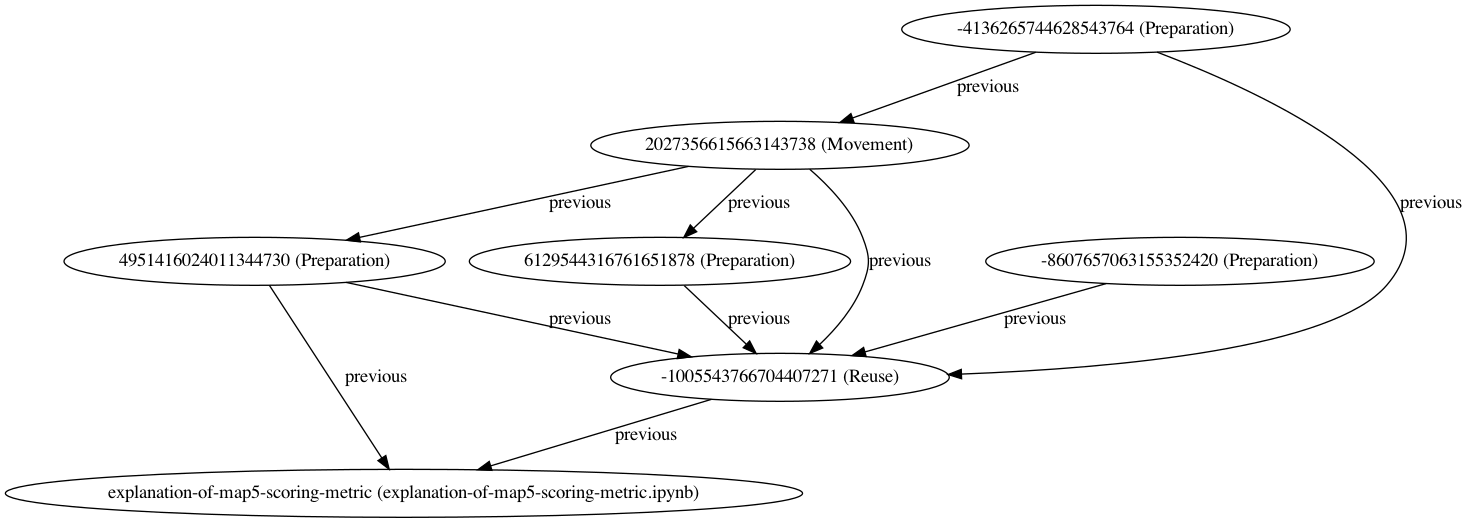 -4136265744628543764 (Preparation)
previous
2027356615663143738 (Movement)
previous
previous
previous
previous
4951416024011344730 (Preparation)
6129544316761651878 (Preparation)
-8607657063155352420 (Preparation)
previous
previous
previous
previous
-1005543766704407271 (Reuse)
previous
explanation-of-map5-scoring-metric (explanation-of-map5-scoring-metric.ipynb)